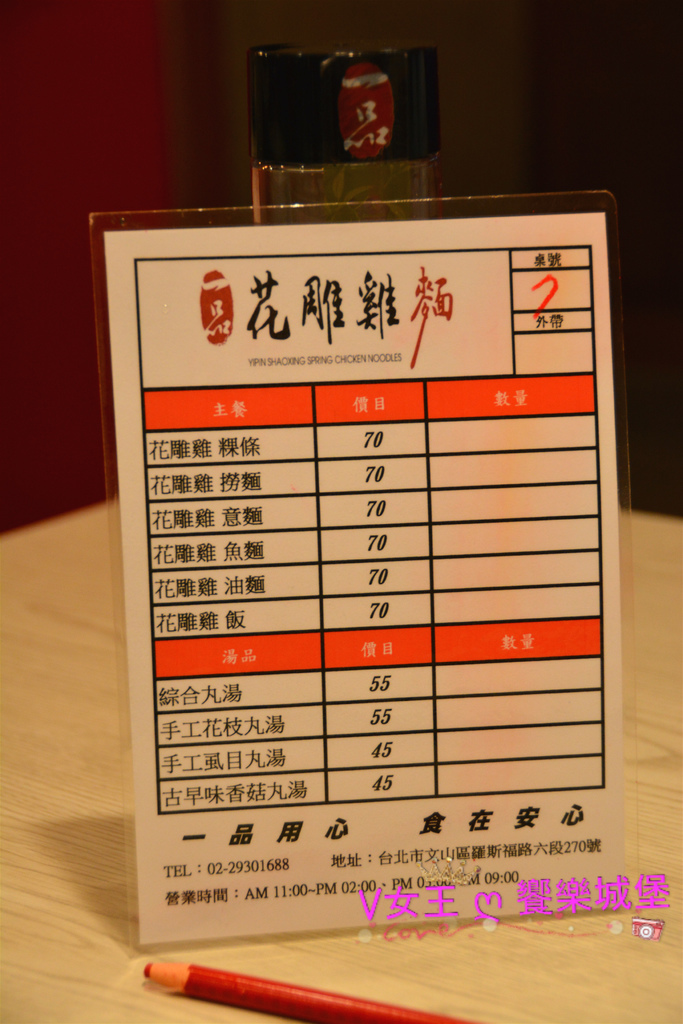 一品
一品 花雕雞麵
YIPIN SHAOXING SPRING CHICKEN NOODLES
桌號
7
外帶
主餐 價目 數量
花雕雞 粿條 70
花雕雞 撈麵 70
花雕雞 意麵 70
花雕雞 魚麵 70
花雕雞 油麵 70
花雕雞 飯 70
湯品 價目 數量
綜合丸湯 55
手工花枝丸湯 55
手工虱目丸湯 45
古早味香菇丸湯 45
一品用心 食在安心
TEL：02-29301688 地址：台北市文山區羅斯福路六段270號
營業時間：AM 11:00~PM 02:00、PM 09:00
V女王 ღ 饗樂城堡